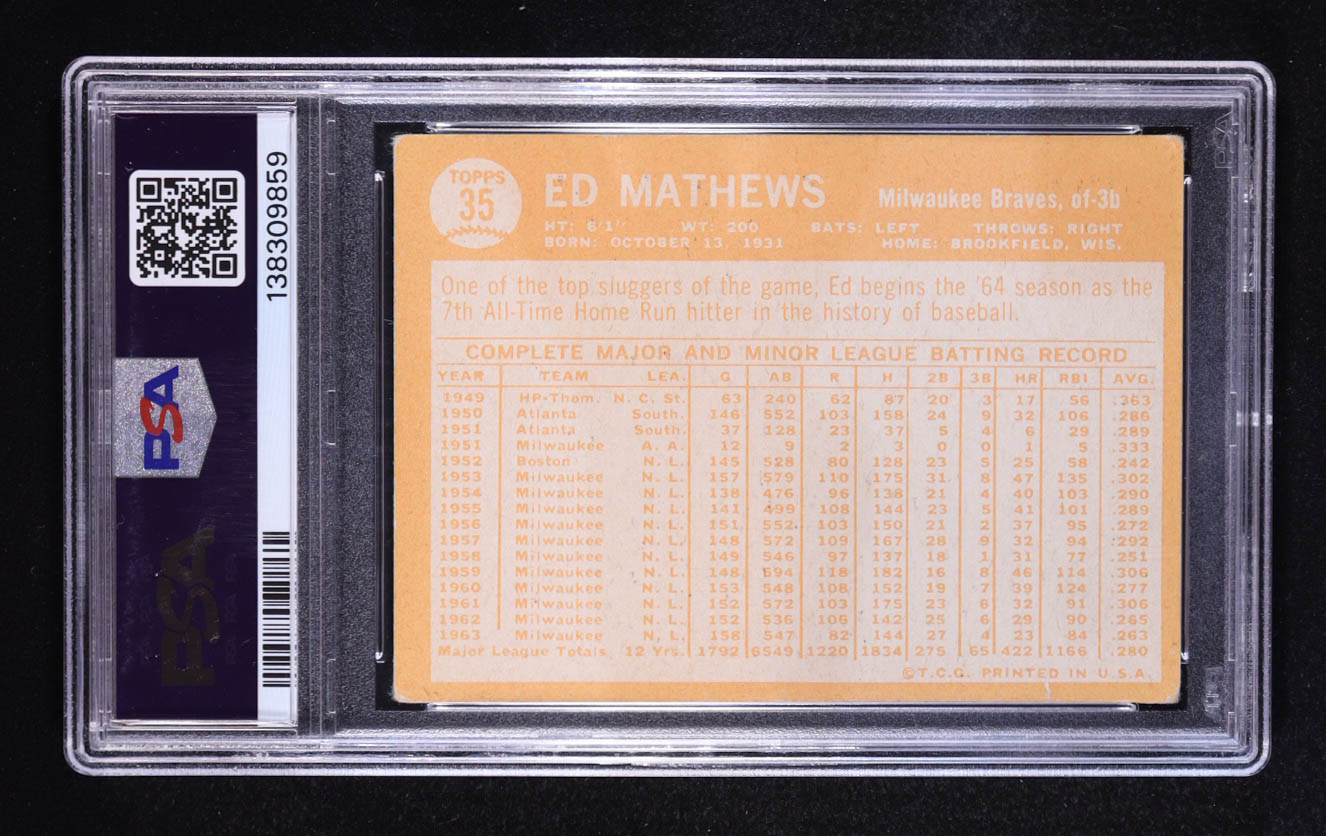 138309859
PSA
PSA
TOPPS
35
ED MATHEWS
Milwaukee Braves, of-3b
HT: 6'1" WT: 200 BATS: LEFT THROWS: RIGHT
BORN: OCTOBER 13, 1931 HOME: BROOKFIELD, WIS.
One of the top sluggers of the game, Ed begins the '64 season as the
7th All-Time Home Run hitter in the history of baseball.
COMPLETE MAJOR AND MINOR LEAGUE BATTING RECORD
YEAR TEAM LEA. G AB R H 2B 3B HR RBI AVG.
1949 HP-Thom. N. C. St. 63 240 62 87 20 3 17 56 .363
1950 Atlanta South. 146 552 103 158 24 9 32 106 .286
1951 Atlanta South. 37 128 23 37 5 4 6 29 .289
1951 Milwaukee A. A. 12 9 2 3 0 0 1 5 .333
1952 Boston N. L. 145 528 80 128 23 5 25 58 .242
1953 Milwaukee N. L. 157 579 110 175 31 8 47 135 .302
1954 Milwaukee N. L. 138 476 96 138 21 4 40 103 .290
1955 Milwaukee N. L. 141 499 108 144 23 5 41 101 .289
1956 Milwaukee N. L. 151 552 103 150 21 2 37 95 .272
1957 Milwaukee N. L. 148 572 109 167 28 9 32 94 .292
1958 Milwaukee N. L. 149 546 97 137 18 1 31 77 .251
1959 Milwaukee N. L. 148 594 118 182 16 8 46 114 .306
1960 Milwaukee N. L. 153 548 108 152 19 7 39 124 .277
1961 Milwaukee N. L. 152 572 103 175 23 6 32 91 .306
1962 Milwaukee N. L. 152 536 106 142 25 6 29 90 .265
1963 Milwaukee N. L. 158 547 82 144 27 4 23 84 .263
Major League Totals 12 Yrs. 1792 6549 1220 1834 275 65 422 1166 .280
©T.C.G. PRINTED IN U.S.A.